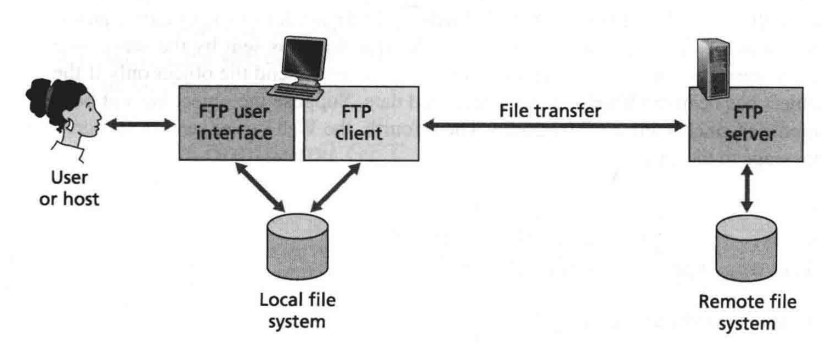 FTP user
interface
FTP
client
File transfer
FTP
server
User
or host
Local file
system
Remote file
system